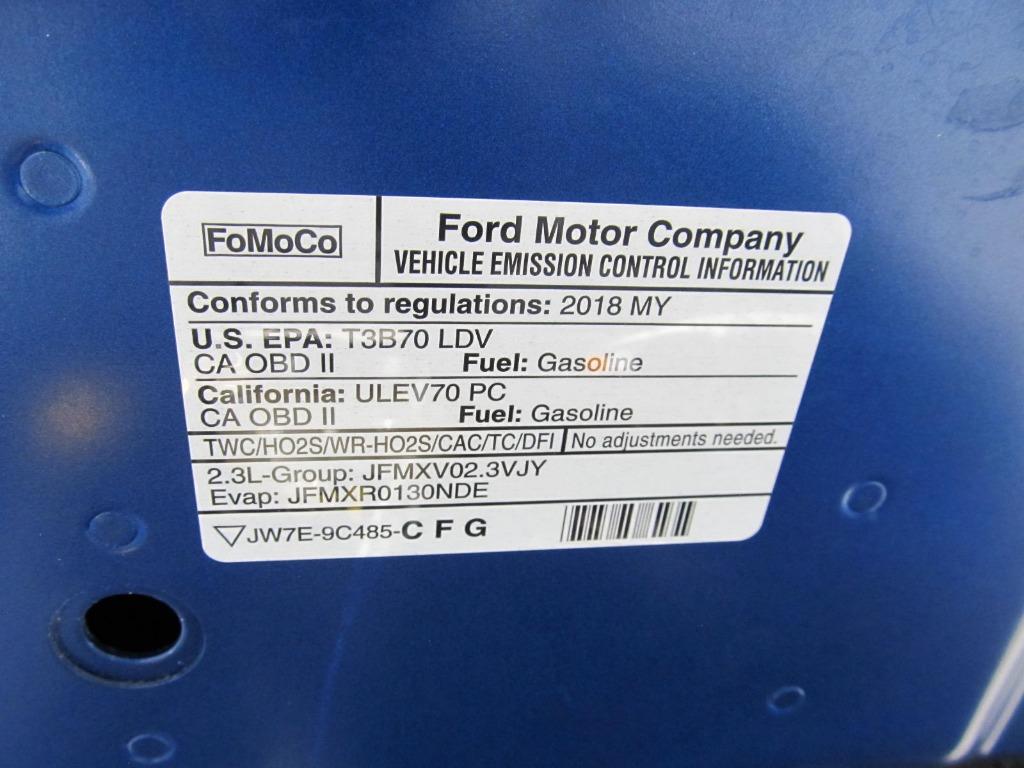 FoMoCo
Ford Motor Company
VEHICLE EMISSION CONTROL INFORMATION
Conforms to regulations: 2018 MY
U.S. EPA: T3B70 LDV
CA OBD II Fuel: Gasoline
California: ULEV70 PC
CA OBD II Fuel: Gasoline
TWC/HO2S/WR-HO2S/CAC/TC/DFI No adjustments needed.
2.3L-Group: JFMXV02.3VJY
Evap: JFMXR0130NDE
JW7E-9C485-C F G